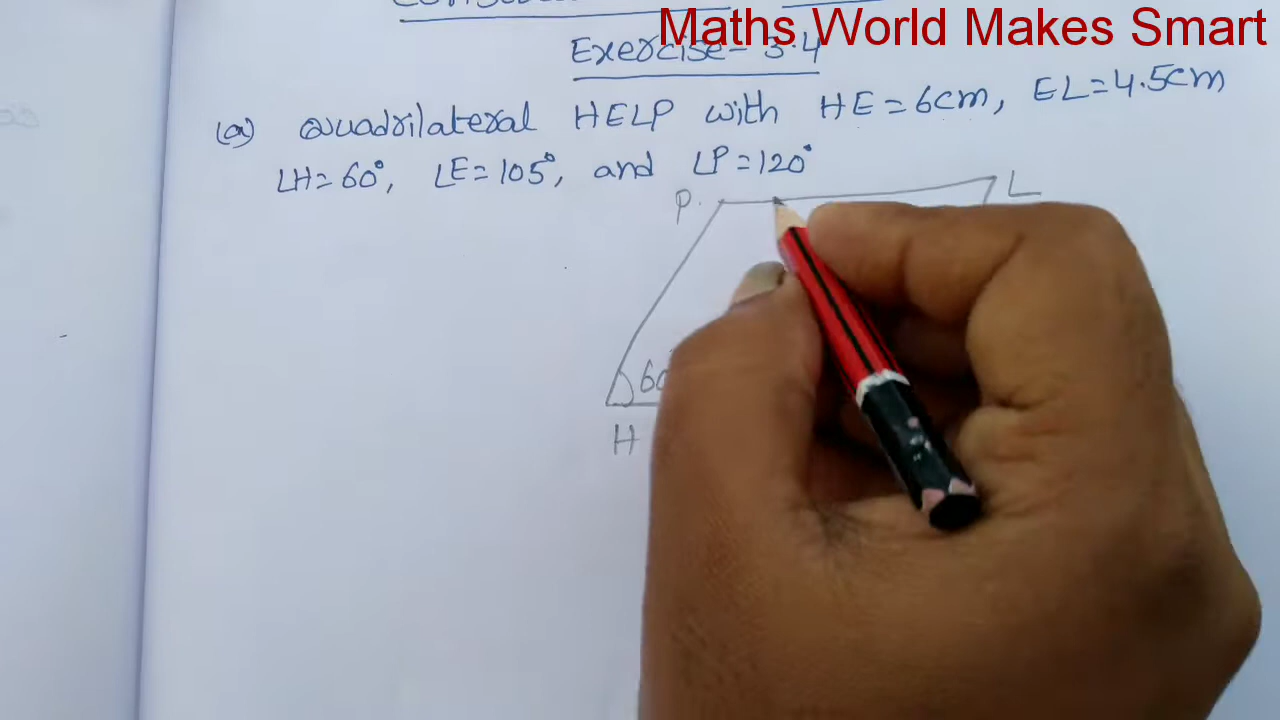 Maths World Makes Smart
Exercise- 3.4
(a) Quadrilateral HELP with HE = 6cm, EL = 4.5cm
∠H = 60°, ∠E = 105°, and ∠P = 120°
P. L
60
H